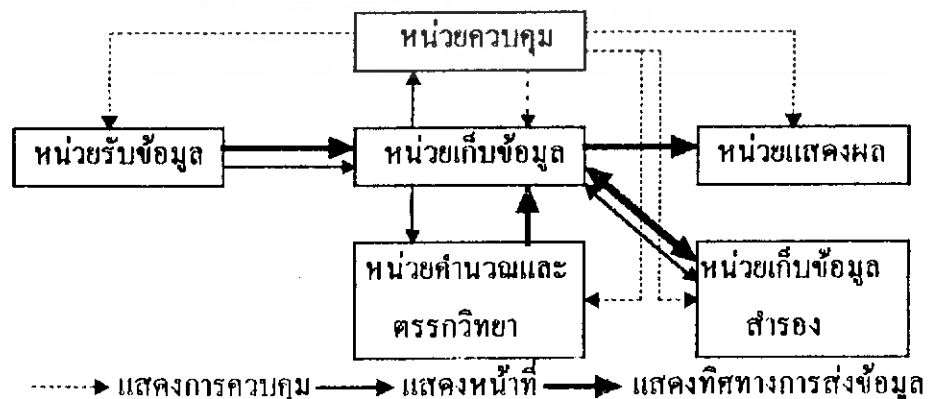 หน่วยควบคุม
หน่วยรับข้อมูล
หน่วยเก็บข้อมูล
หน่วยแสดงผล
หน่วยคำนวณและ
ตรรกวิทยา
หน่วยเก็บข้อมูล
สำรอง
แสดงการควบคุม แสดงหน้าที่ แสดงทิศทางการส่งข้อมูล